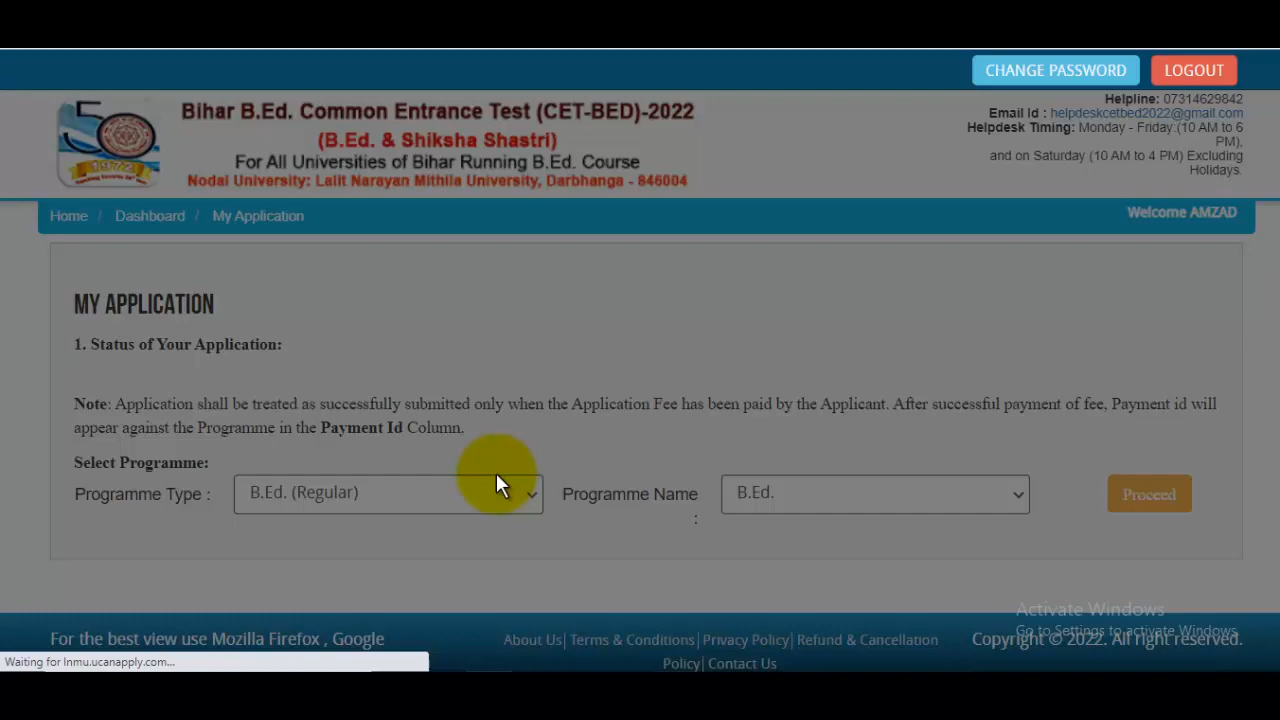 CHANGE PASSWORD
LOGOUT
Bihar B.Ed. Common Entrance Test (CET-BED)-2022
(B.Ed. & Shiksha Shastri)
For All Universities of Bihar Running B.Ed. Course
Nodal University: Lalit Narayan Mithila University, Darbhanga - 846004
Helpline: 07314629842
Email Id : helpdeskcetbed2022@gmail.com
Helpdesk Timing: Monday - Friday:(10 AM to 6
PM),
and on Saturday (10 AM to 4 PM) Excluding
Holidays.
50
Home / Dashboard / My Application
Welcome AMZAD
MY APPLICATION
1. Status of Your Application:
Note: Application shall be treated as successfully submitted only when the Application Fee has been paid by the Applicant. After successful payment of fee, Payment id will
appear against the Programme in the Payment Id Column.
Select Programme:
Programme Type :
B.Ed. (Regular)
Programme Name
:
B.Ed.
Proceed
Activate Windows
Go to Settings to activate Windows.
For the best view use Mozilla Firefox , Google
About Us| Terms & Conditions| Privacy Policy| Refund & Cancellation
Policy| Contact Us
Copyright © 2022. All right reserved.
Waiting for lnmu.ucanapply.com...